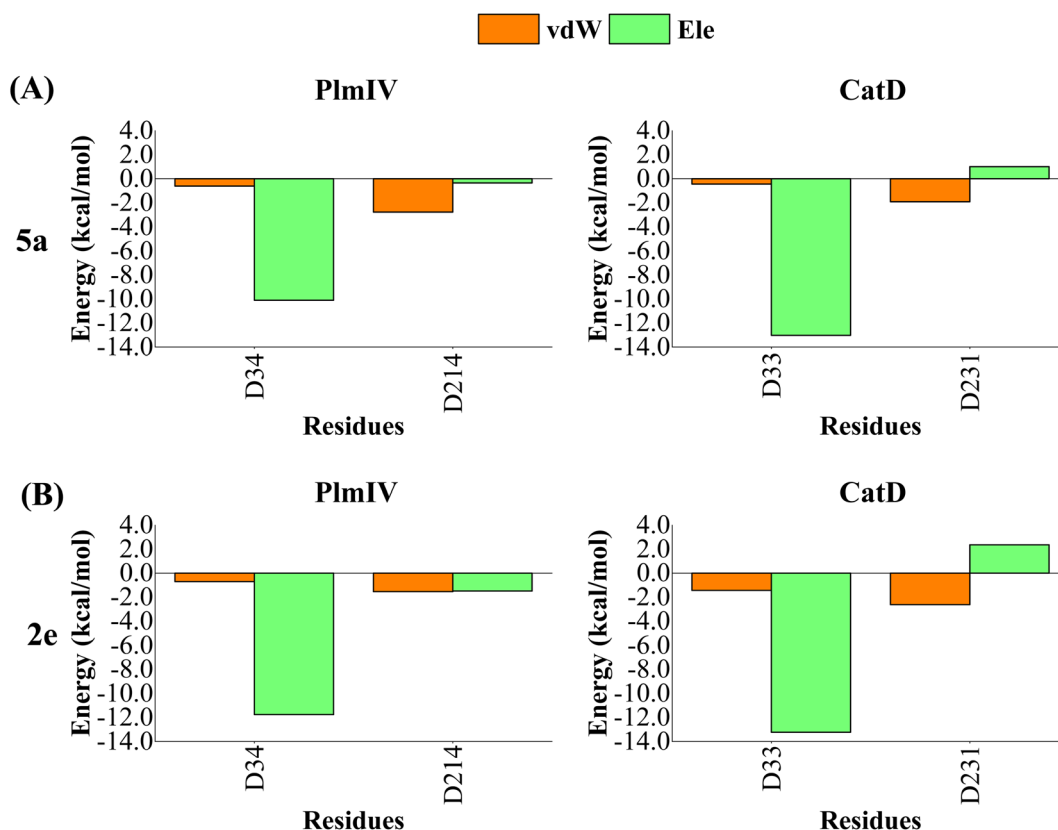 vdW Ele
(A)
PlmIV CatD
5a
Energy (kcal/mol)
4.0
2.0
0.0
-2.0
-4.0
-6.0
-8.0
-10.0
-12.0
-14.0
D34 D214
Residues
Energy (kcal/mol)
4.0
2.0
0.0
-2.0
-4.0
-6.0
-8.0
-10.0
-12.0
-14.0
D33 D231
Residues
(B)
PlmIV CatD
2e
Energy (kcal/mol)
4.0
2.0
0.0
-2.0
-4.0
-6.0
-8.0
-10.0
-12.0
-14.0
D34 D214
Residues
Energy (kcal/mol)
4.0
2.0
0.0
-2.0
-4.0
-6.0
-8.0
-10.0
-12.0
-14.0
D33 D231
Residues